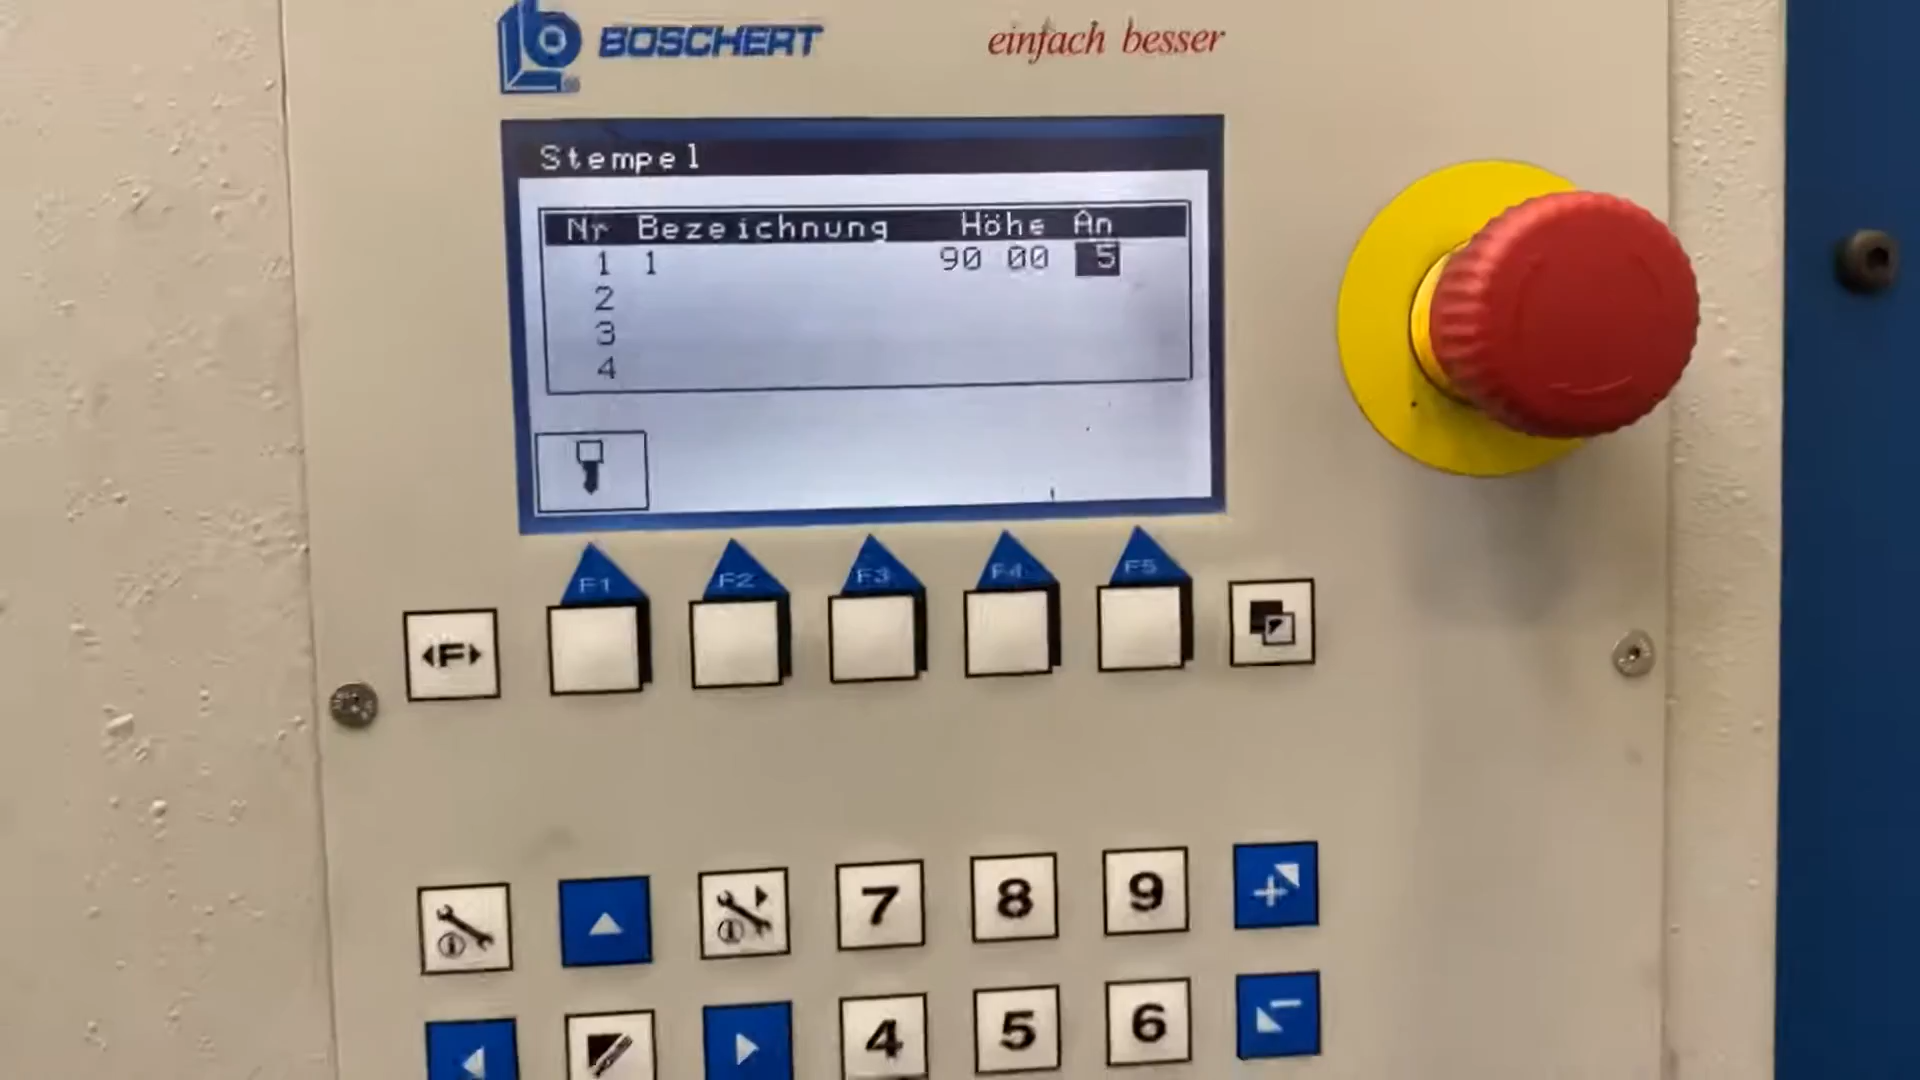 BOSCHERT einfach besser
Stempel
Nr Bezeichnung Höhe An
1 1 90 00 5
2
3
4
F1 F2 F3 F4 F5
F
7 8 9
4 5 6